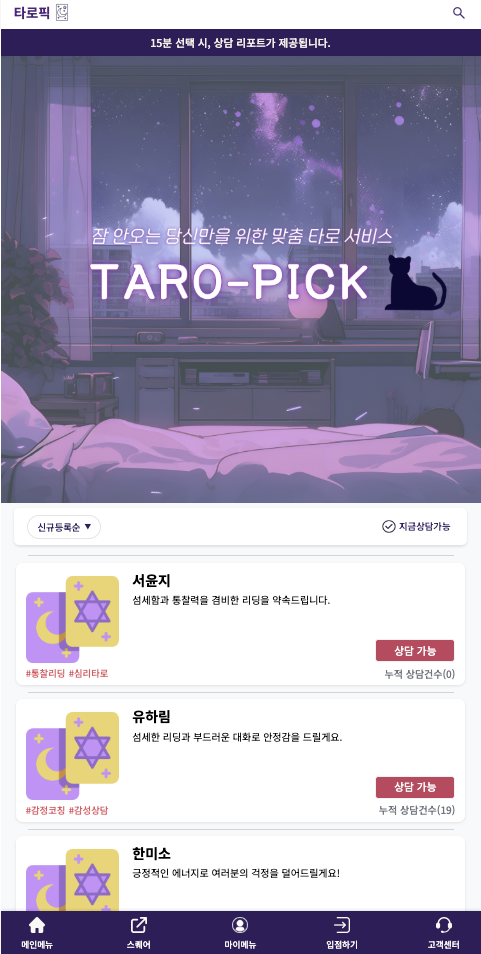 타로픽
15분 선택 시, 상담 리포트가 제공됩니다.
잠 안오는 당신만을 위한 맞춤 타로 서비스
TARO-PICK
신규등록순 ▼
지금상담가능
서윤지
섬세함과 통찰력을 겸비한 리딩을 약속드립니다.
상담 가능
#통찰리딩 #심리타로
누적 상담건수(0)
유하림
섬세한 리딩과 부드러운 대화로 안정감을 드릴게요.
상담 가능
#감정코칭 #감성상담
누적 상담건수(19)
한미소
긍정적인 에너지로 여러분의 걱정을 덜어드릴게요!
메인메뉴
스퀘어
마이메뉴
입점하기
고객센터